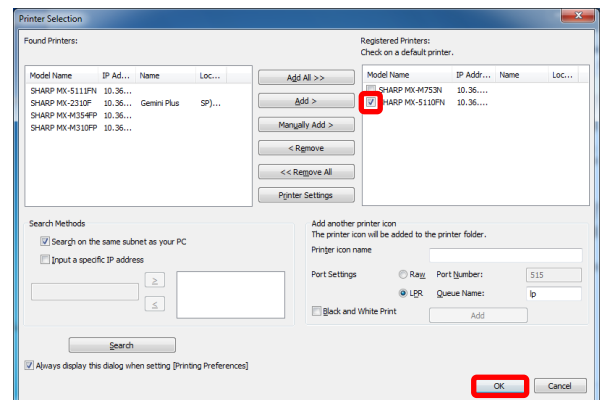 Printer Selection
Found Printers:
Registered Printers:
Check on a default printer.
Model Name IP Ad... Name Loc...
SHARP MX-5111FN 10.36...
SHARP MX-2310F 10.36... Gemini Plus SP)...
SHARP MX-M354FP 10.36...
SHARP MX-M310FP 10.36...
Add All >>
Add >
Manually Add >
< Remove
<< Remove All
Printer Settings
Model Name IP Addr... Name Loc...
SHARP MX-M753N 10.36....
HARP MX-5110FN 10.36....
Search Methods
Search on the same subnet as your PC
Input a specific IP address
>
<
Search
Always display this dialog when setting [Printing Preferences]
Add another printer icon
The printer icon will be added to the printer folder.
Printer icon name
Port Settings Raw Port Number: 515
LPR Queue Name: lp
Black and White Print Add
OK Cancel